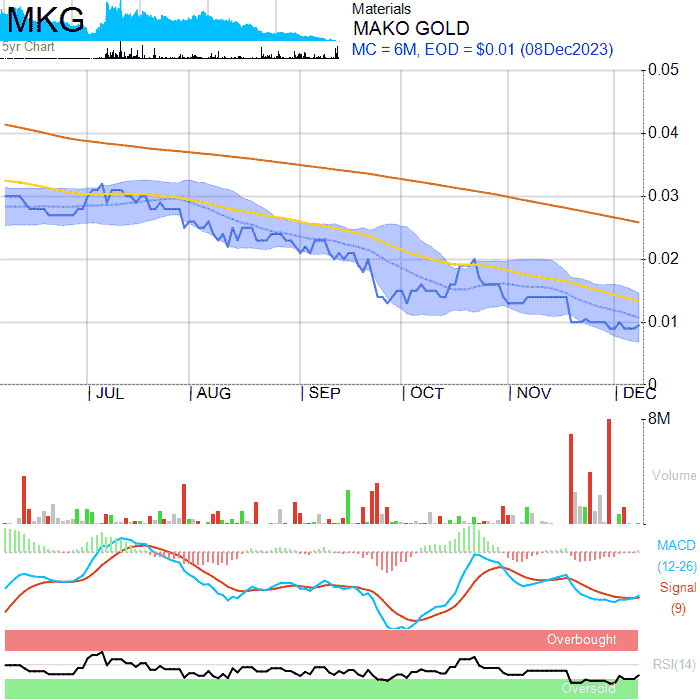 MKG
5yr Chart
Materials
MAKO GOLD
MC = 6M, EOD = $0.01 (08Dec2023)
0.05
0.04
0.03
0.02
0.01
0
JUL AUG SEP OCT NOV DEC
8M
Volume
MACD
(12-26)
Signal
(9)
Overbought
RSI(14)
Oversold